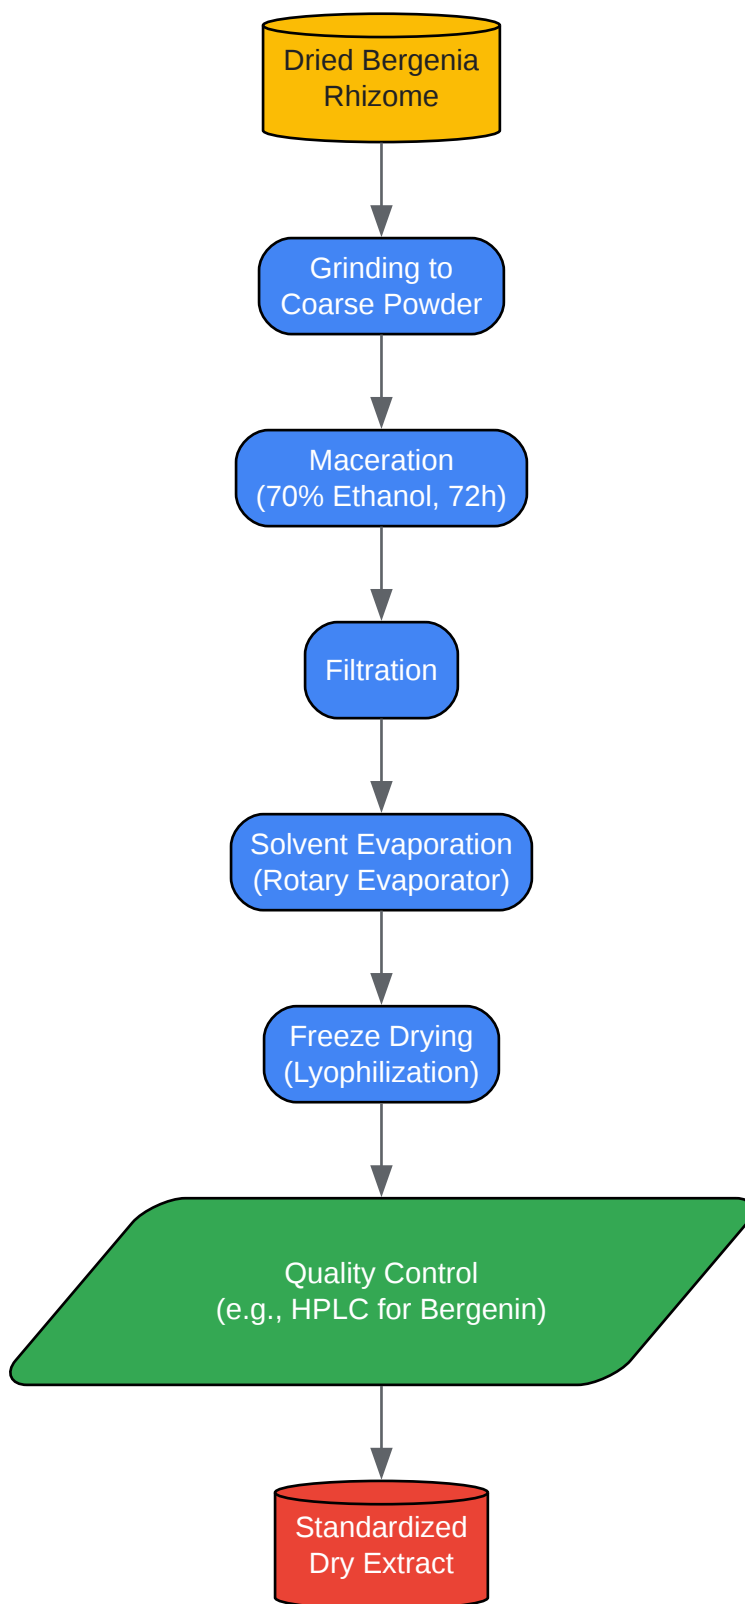 Dried Bergenia
Rhizome
Grinding to
Coarse Powder
Maceration
(70% Ethanol, 72h)
Filtration
Solvent Evaporation
(Rotary Evaporator)
Freeze Drying
(Lyophilization)
Quality Control
(e.g., HPLC for Bergenin)
Standardized
Dry Extract